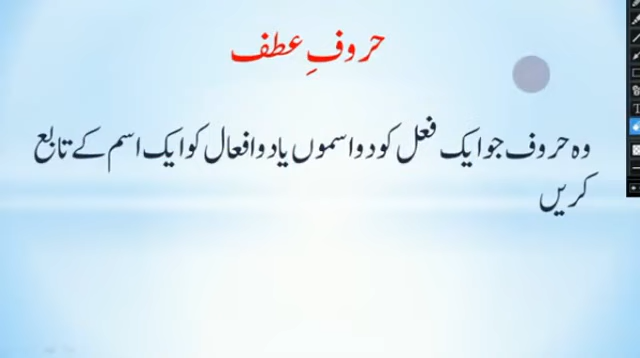 حروفِ عطف
وہ حروف جو ایک فعل کو دو اسموں یا دو افعال کو ایک اسم کے تابع
کریں